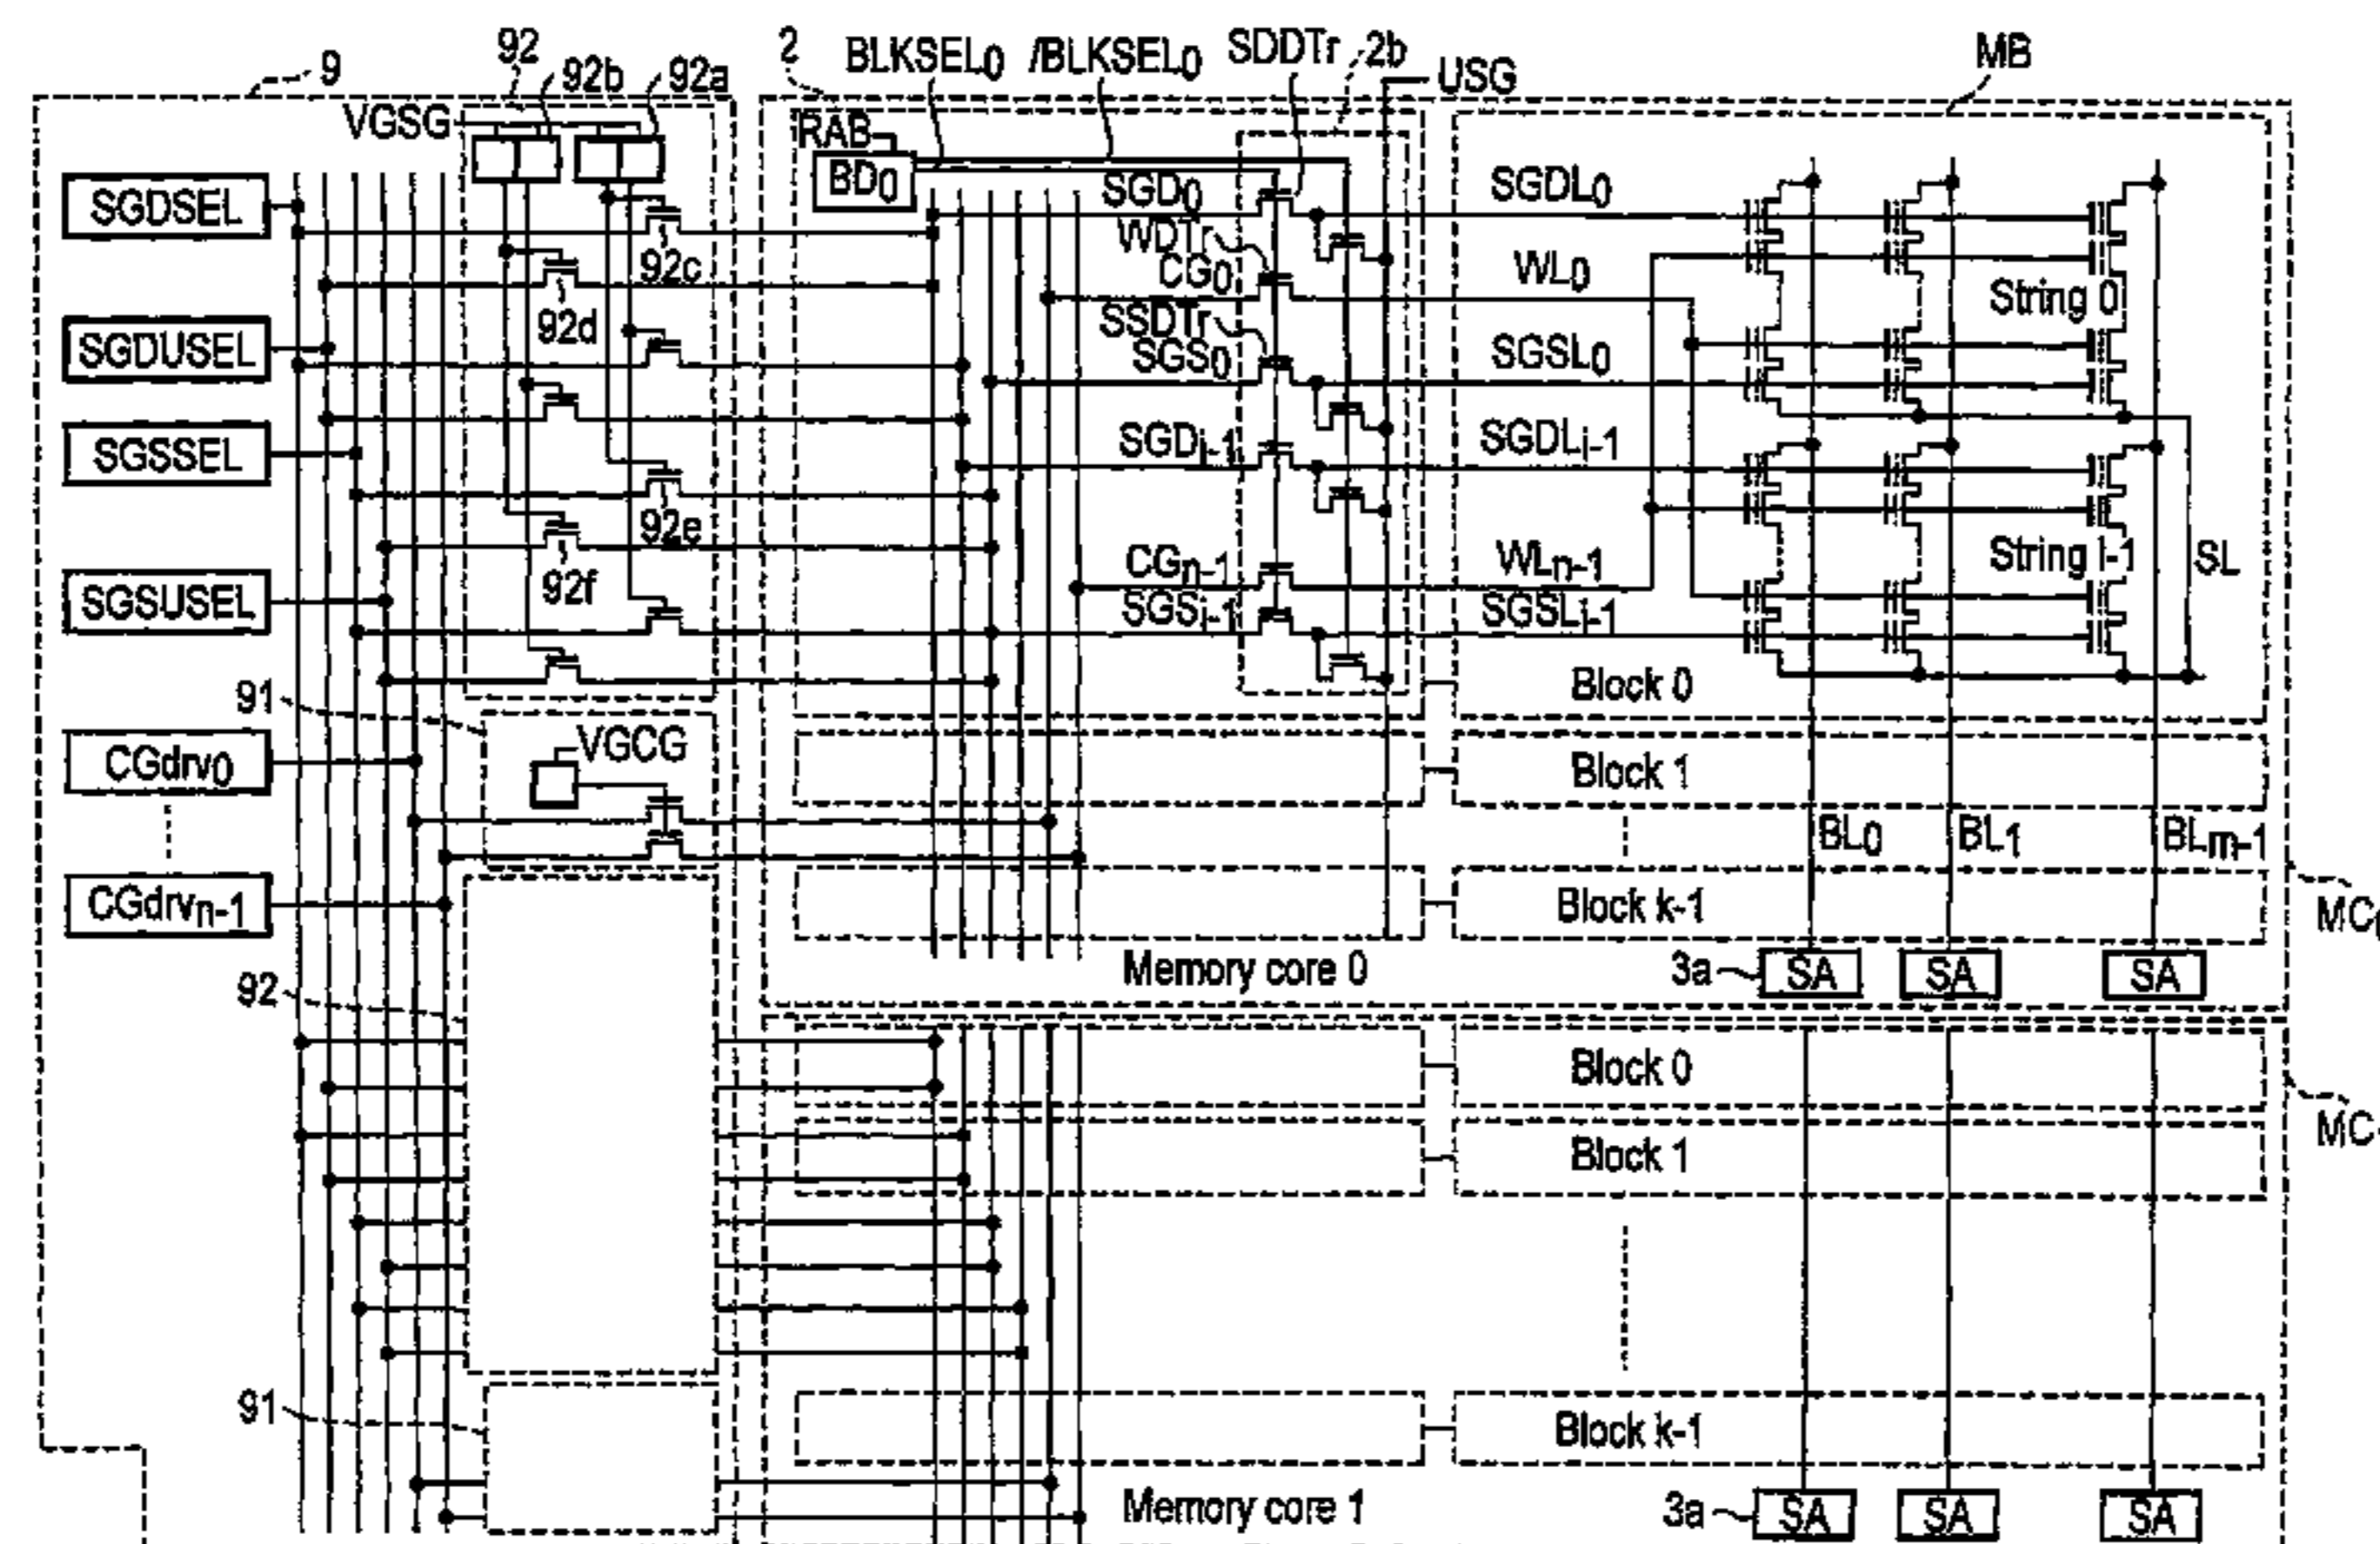 9
92
92b
92a
2
BLKSEL0
/BLKSEL0
SDDTr
2b
USG
MB
VGSG
RAB
BD0
SGDSEL
SGD0
SGDL0
WDTr
CG0
WL0
92c
92d
String 0
SSDTr
SGS0
SGSL0
SGDUSEL
SGSSEL
SGDi-1
SGDLi-1
92e
92f
CGn-1
WLn-1
String i-1
SL
SGSUSEL
SGSi-1
SGSLi-1
Block 0
91
VGCG
CGdrv0
Block 1
BL0
BL1
BLm-1
CGdrvn-1
Block k-1
92
Memory core 0
3a
SA
SA
SA
Block 0
MC
Block 1
91
Block k-1
Memory core 1
3a
SA
SA
SA